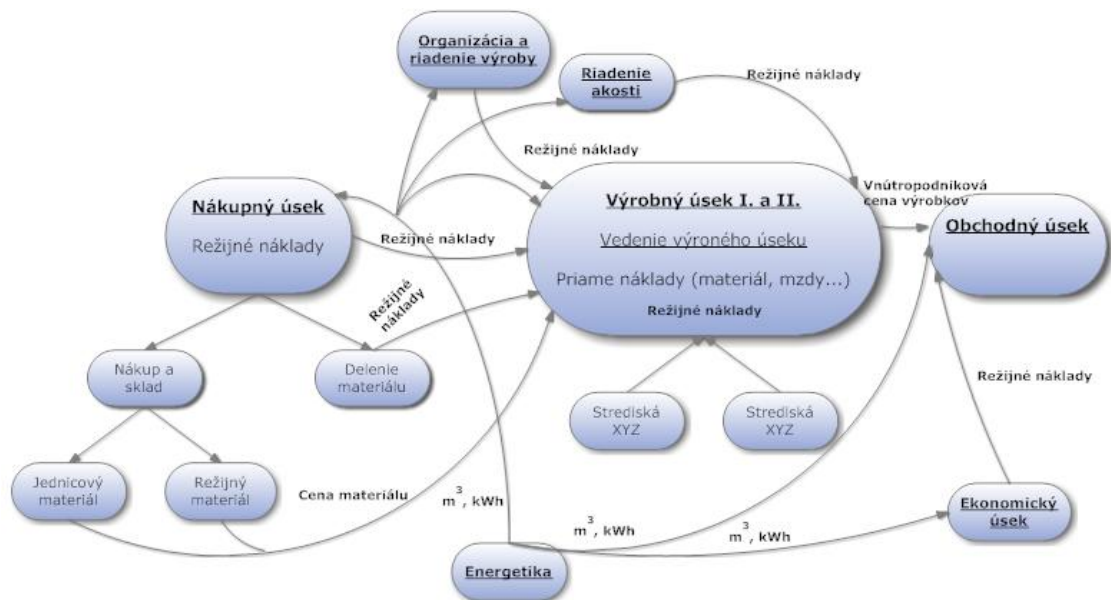 Organizácia a
riadenie výroby
Riadenie
akosti
Režijné náklady
Režijné náklady
Nákupný úsek
Režijné náklady
Režijné náklady
Výrobný úsek I. a II.
Vedenie výroného úseku
Priame náklady (materiál, mzdy...)
Režijné náklady
Vnútropodniková
cena výrobkov
Obchodný úsek
Režijné
náklady
Nákup a
sklad
Delenie
materiálu
Strediská
XYZ
Strediská
XYZ
Režijné náklady
Jednicový
materiál
Režijný
materiál
Cena materiálu
m³, kWh
m³, kWh
m³, kWh
Ekonomický
úsek
Energetika